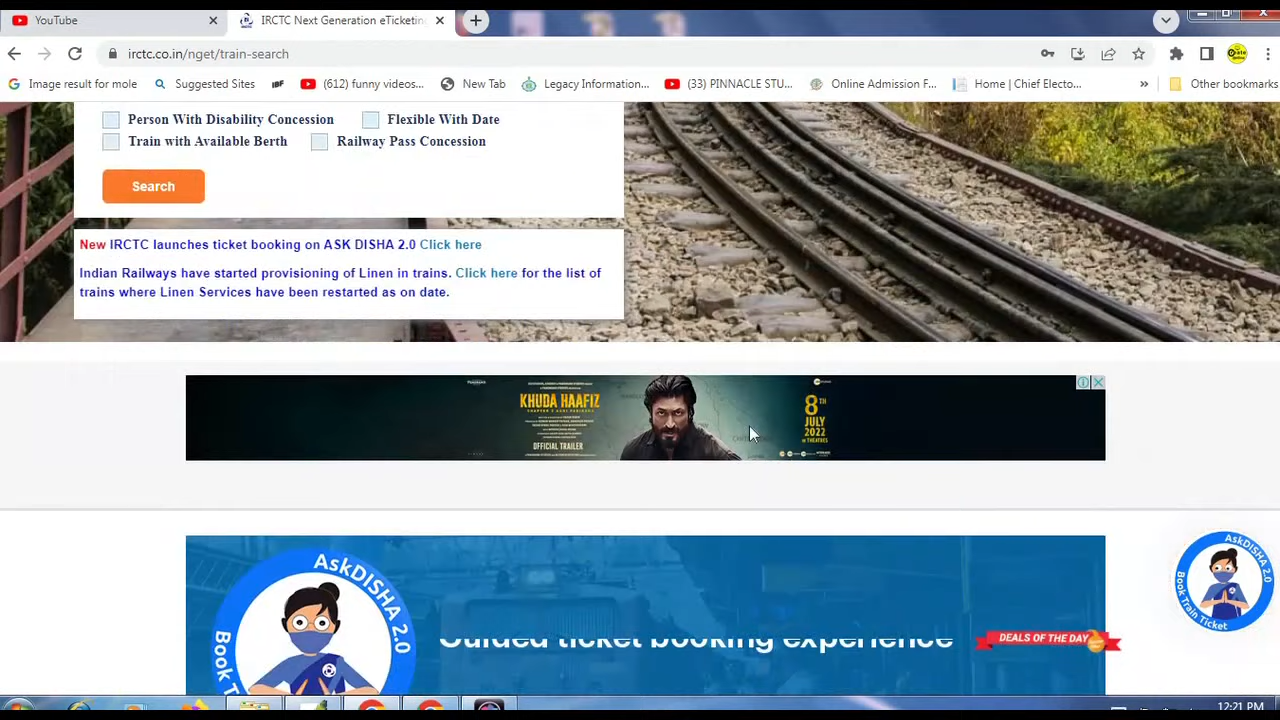 YouTube
IRCTC Next Generation eTicketing
irctc.co.in/nget/train-search
Image result for mole
Suggested Sites
(612) funny videos...
New Tab
Legacy Information...
(33) PINNACLE STU...
Online Admission F...
Home | Chief Electo...
»
Other bookmarks
Person With Disability Concession
Flexible With Date
Train with Available Berth
Railway Pass Concession
Search
New IRCTC launches ticket booking on ASK DISHA 2.0 Click here
Indian Railways have started provisioning of Linen in trains. Click here for the list of
trains where Linen Services have been restarted as on date.
KHUDA HAAFIZ
OFFICIAL TRAILER
8TH
JULY
2022
IN THEATRES
AskDISHA 2.0
Book Train Ticket
AskDISHA 2.0
Book T
Guided ticket booking experience
DEALS OF THE DAY
12:21 PM